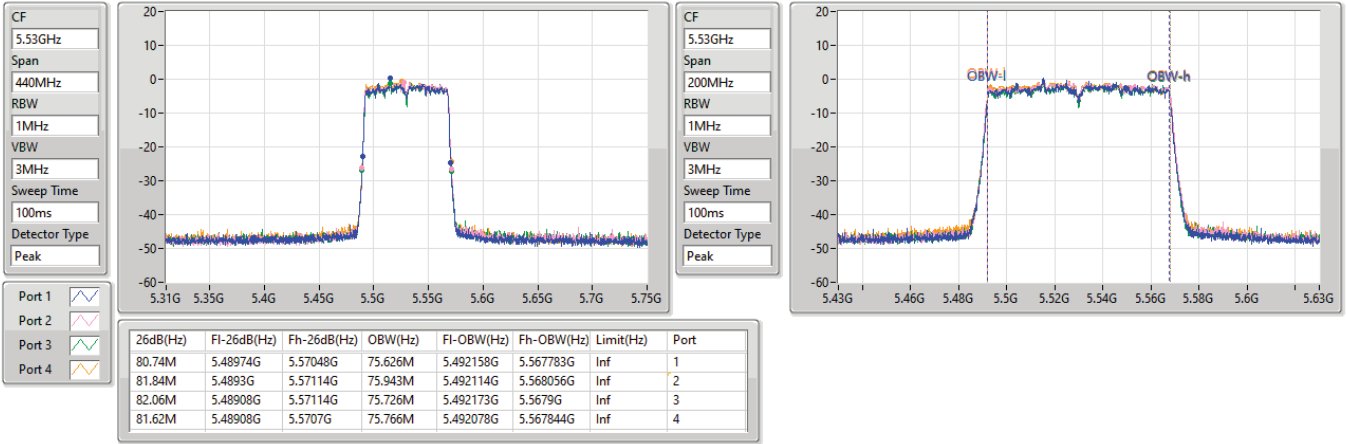 CF
5.53GHz
Span
440MHz
RBW
1MHz
VBW
3MHz
Sweep Time
100ms
Detector Type
Peak
20
10
0
-10
-20
-30
-40
-50
-60
5.31G 5.35G 5.4G 5.45G 5.5G 5.55G 5.6G 5.65G 5.7G 5.75G
CF
5.53GHz
Span
200MHz
RBW
1MHz
VBW
3MHz
Sweep Time
100ms
Detector Type
Peak
20
10
0
-10
-20
-30
-40
-50
-60
OBW-l OBW-h
5.43G 5.46G 5.48G 5.5G 5.52G 5.54G 5.56G 5.58G 5.6G 5.63G
Port 1
Port 2
Port 3
Port 4
26dB(Hz) Fl-26dB(Hz) Fh-26dB(Hz) OBW(Hz) Fl-OBW(Hz) Fh-OBW(Hz) Limit(Hz) Port
80.74M 5.48974G 5.57048G 75.626M 5.492158G 5.567783G Inf 1
81.84M 5.4893G 5.57114G 75.943M 5.492114G 5.568056G Inf 2
82.06M 5.48908G 5.57114G 75.726M 5.492173G 5.5679G Inf 3
81.62M 5.48908G 5.5707G 75.766M 5.492078G 5.567844G Inf 4